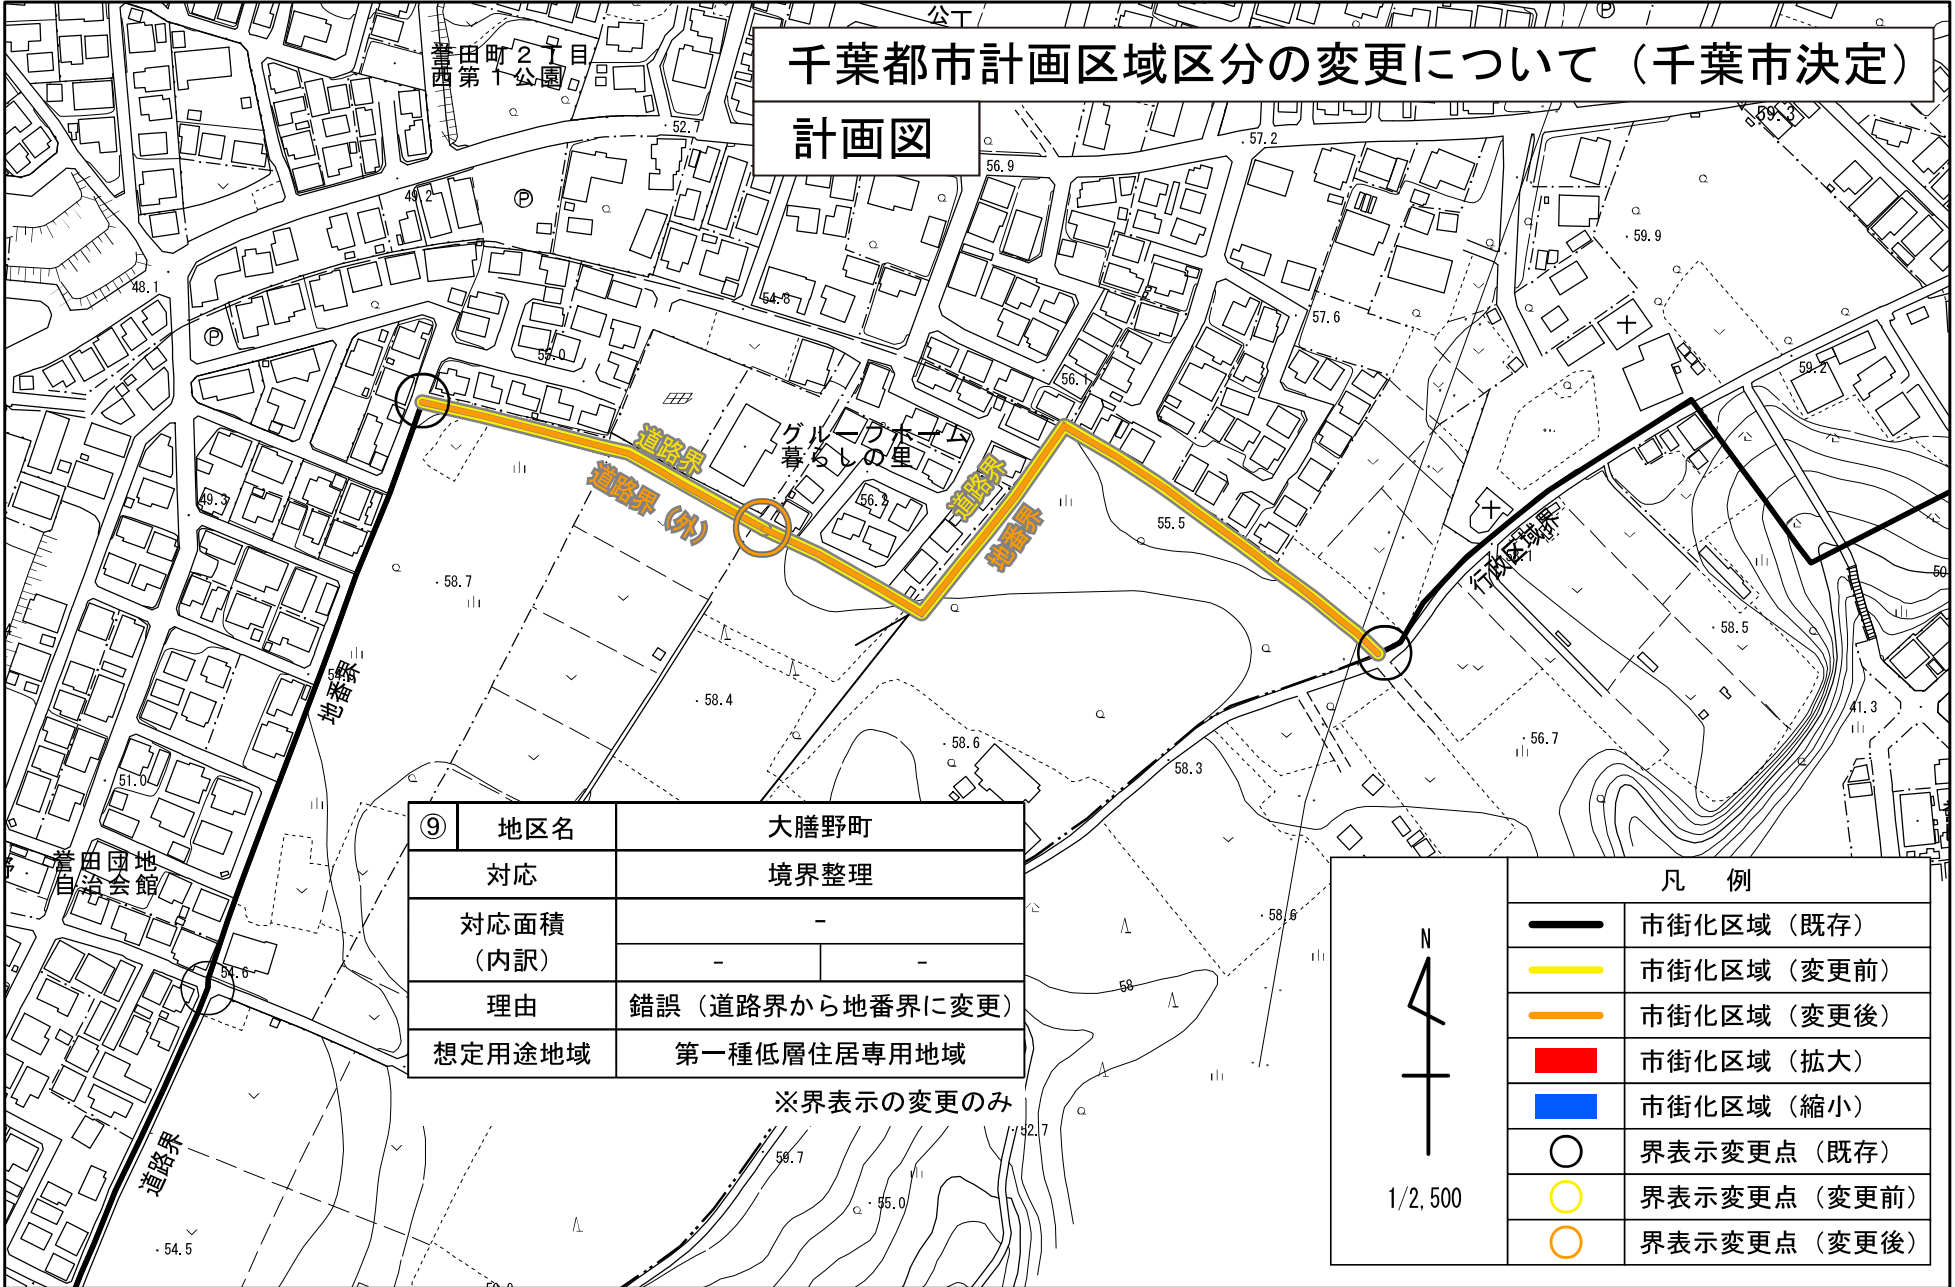 千葉都市計画区域区分の変更について（千葉市決定）
計画図
公工
誉田町２丁目
西第１公園
52.7
56.9
57.2
59.3
49.2
Ⓟ
Ⓟ
Ⓟ
59.9
48.1
54.8
57.6
55.0
59.2
56.1
グループホーム
暮らしの里
道路界
道路界（外）
道路界
地番界
49.3
56.2
55.5
行政区域界
58.7
58.5
50
地番界
58.4
41.3
58.6
56.7
58.3
51.0
誉田団地
自治会館
54.6
58.6
58
道路界
52.7
59.7
55.0
54.5
⑨ 地区名 大膳野町
対応 境界整理
対応面積 -
（内訳） - -
理由 錯誤（道路界から地番界に変更）
想定用途地域 第一種低層住居専用地域
※界表示の変更のみ
N
1/2,500
凡　例
市街化区域（既存）
市街化区域（変更前）
市街化区域（変更後）
市街化区域（拡大）
市街化区域（縮小）
界表示変更点（既存）
界表示変更点（変更前）
界表示変更点（変更後）